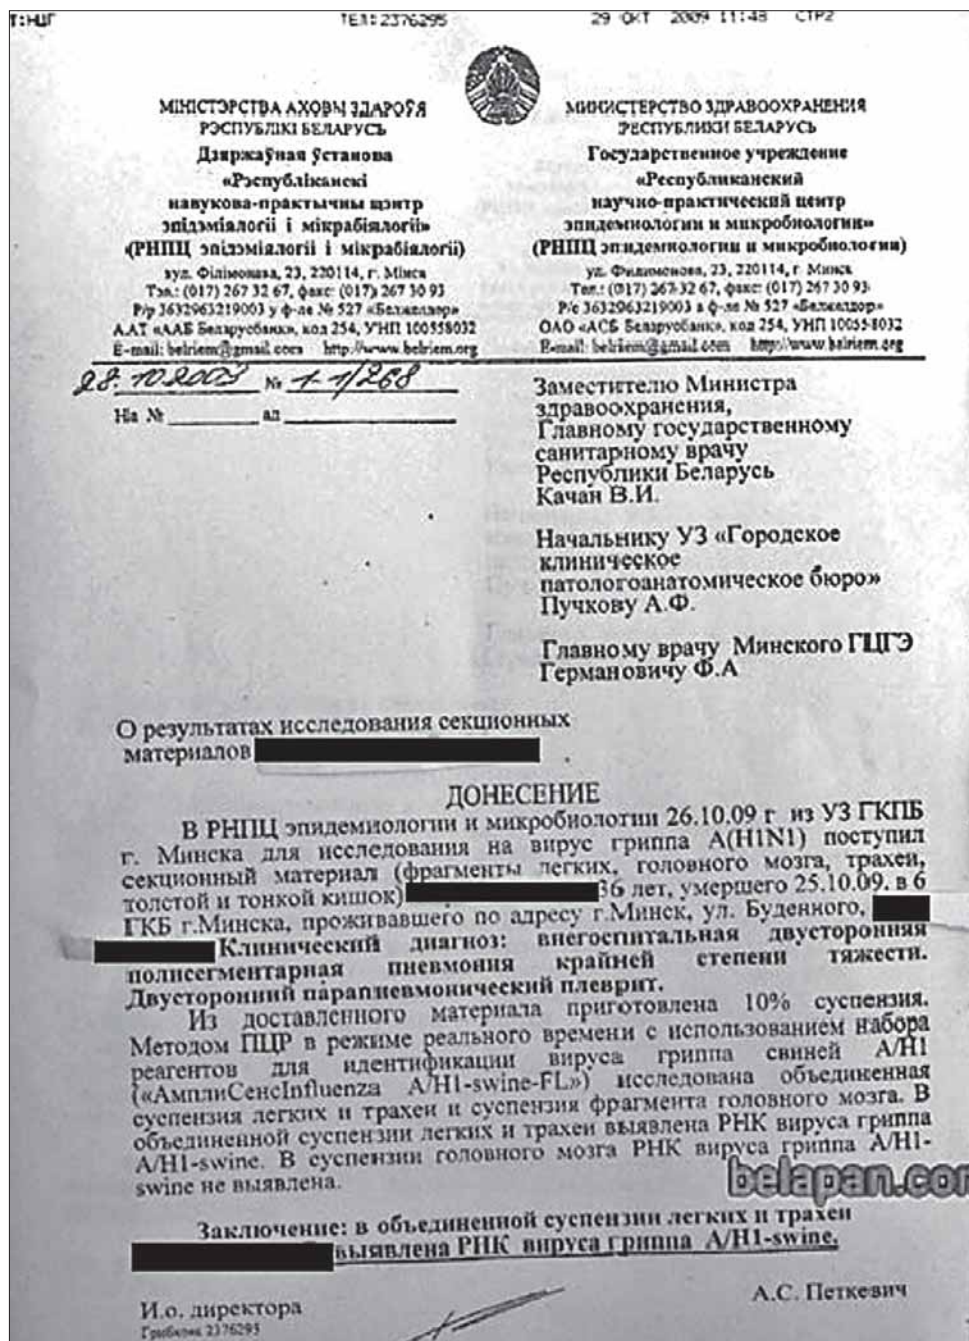 ТЕЛ:2376295 29 ОКТ 2009 11:48 СТР2
МІНІСТЭРСТВА АХОВЫ ЗДАРОЎЯ
РЭСПУБЛІКІ БЕЛАРУСЬ
Дзяржаўная ўстанова
«Рэспубліканскі
навукова-практычны цэнтр
эпідэміялогіі і мікрабіялогіі»
(РНПЦ эпідэміялогіі і мікрабіялогіі)
вул. Філімонава, 23, 220114, г. Мінск
Тэл.: (017) 267 32 67, факс: (017) 267 30 93
Р/р 3632963219003 у ф-ле № 527 «Белжелдор»
ААТ «ААБ Беларусбанк», код 254, УНП 100558032
E-mail: belriem@gmail.com http://www.belriem.org
МИНИСТЕРСТВО ЗДРАВООХРАНЕНИЯ
РЕСПУБЛИКИ БЕЛАРУСЬ
Государственное учреждение
«Республиканский
научно-практический центр
эпидемиологии и микробиологии»
(РНПЦ эпидемиологии и микробиологии)
ул. Филимонова, 23, 220114, г. Минск
Тел.: (017) 267 32 67, факс: (017) 267 30 93
Р/с 3632963219003 в ф-ле № 527 «Белжелдор»
ОАО «АСБ Беларусбанк», код 254, УНП 100558032
E-mail: belriem@gmail.com http://www.belriem.org
28.10.2009 № 1-1/268
На № ад
Заместителю Министра
здравоохранения,
Главному государственному
санитарному врачу
Республики Беларусь
Качан В.И.
Начальнику УЗ «Городское
клиническое
патологоанатомическое бюро»
Пучкову А.Ф.
Главному врачу Минского ГЦГЭ
Германовичу Ф.А
О результатах исследования секционных
материалов
ДОНЕСЕНИЕ
В РНПЦ эпидемиологии и микробиологии 26.10.09 г из УЗ ГКПБ
г. Минска для исследования на вирус гриппа А(H1N1) поступил
секционный материал (фрагменты легких, головного мозга, трахеи,
толстой и тонкой кишок) 36 лет, умершего 25.10.09. в 6
ГКБ г.Минска, проживавшего по адресу г.Минск, ул. Буденного,
Клинический диагноз: внегоспитальная двусторонняя
полисегментарная пневмония крайней степени тяжести.
Двусторонний парапневмонический плеврит.
Из доставленного материала приготовлена 10% суспензия.
Методом ПЦР в режиме реального времени с использованием набора
реагентов для идентификации вируса гриппа свиней А/H1
(«АмплиСенсInfluenza A/H1-swine-FL») исследована объединенная
суспензия легких и трахеи и суспензия фрагмента головного мозга. В
объединенной суспензии легких и трахеи выявлена РНК вируса гриппа
A/H1-swine. В суспензии головного мозга РНК вируса гриппа A/H1-
swine не выявлена.
belapan.com
Заключение: в объединенной суспензии легких и трахеи
выявлена РНК вируса гриппа A/H1-swine.
И.о. директора А.С. Петкевич
2376295